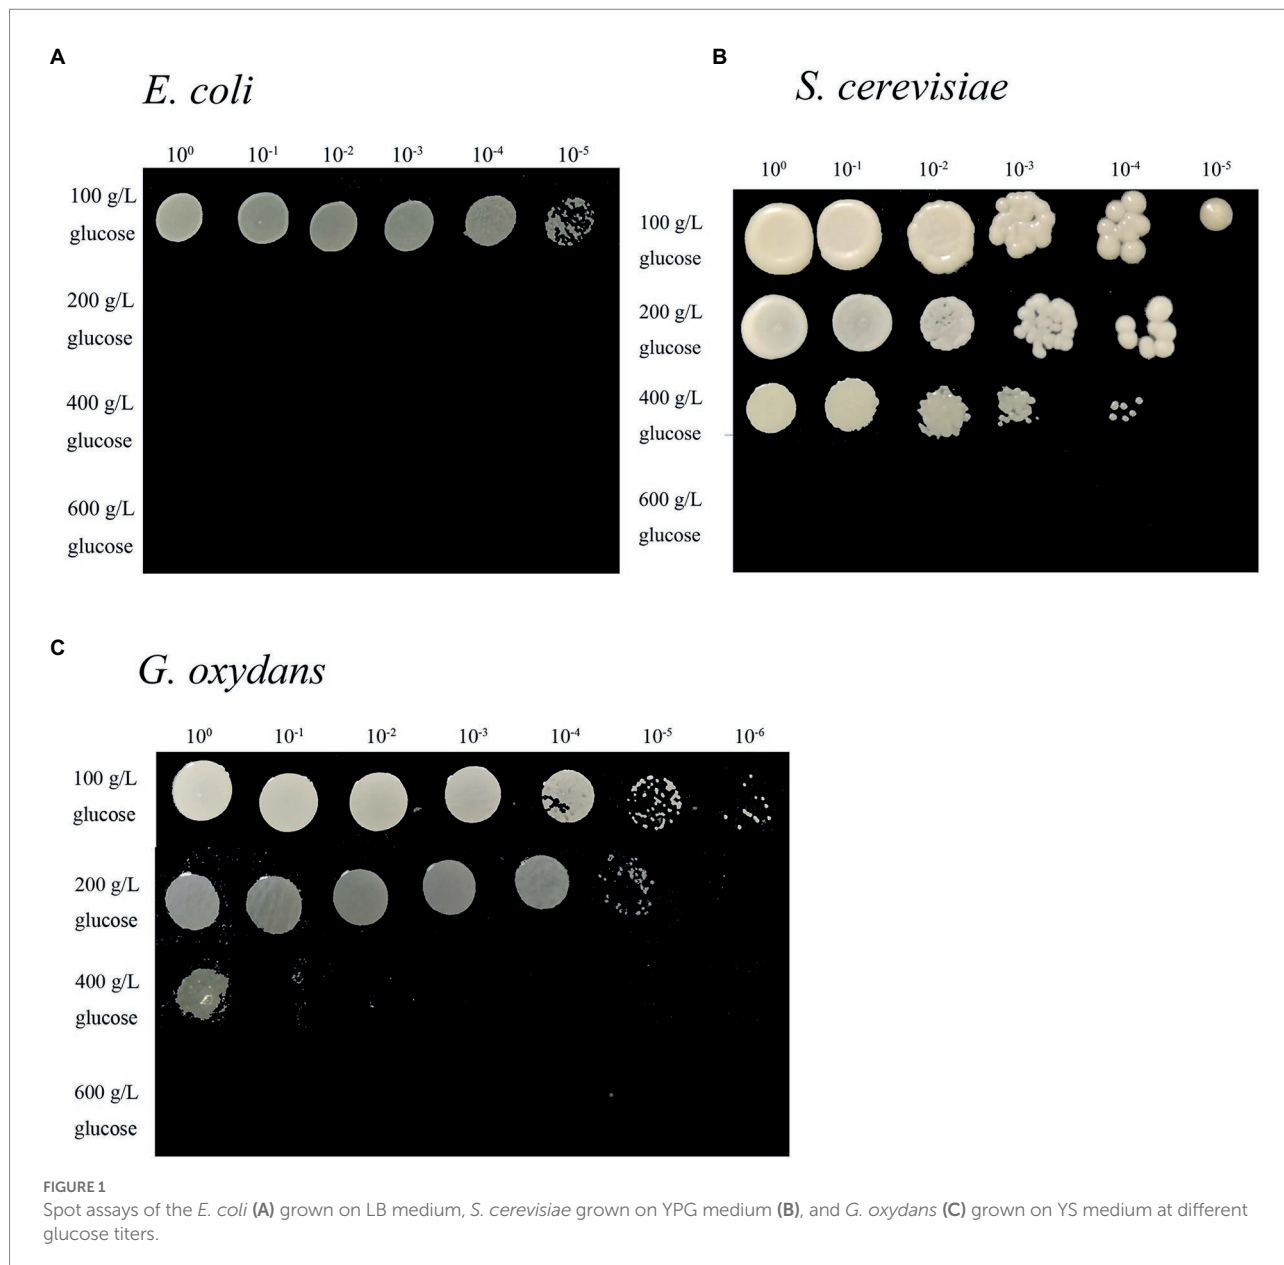 A
E. coli
10⁰ 10⁻¹ 10⁻² 10⁻³ 10⁻⁴ 10⁻⁵
100 g/L
glucose
200 g/L
glucose
400 g/L
glucose
600 g/L
glucose
B
S. cerevisiae
10⁰ 10⁻¹ 10⁻² 10⁻³ 10⁻⁴ 10⁻⁵
100 g/L
glucose
200 g/L
glucose
400 g/L
glucose
600 g/L
glucose
C
G. oxydans
10⁰ 10⁻¹ 10⁻² 10⁻³ 10⁻⁴ 10⁻⁵ 10⁻⁶
100 g/L
glucose
200 g/L
glucose
400 g/L
glucose
600 g/L
glucose
FIGURE 1
Spot assays of the E. coli (A) grown on LB medium, S. cerevisiae grown on YPG medium (B), and G. oxydans (C) grown on YS medium at different
glucose titers.